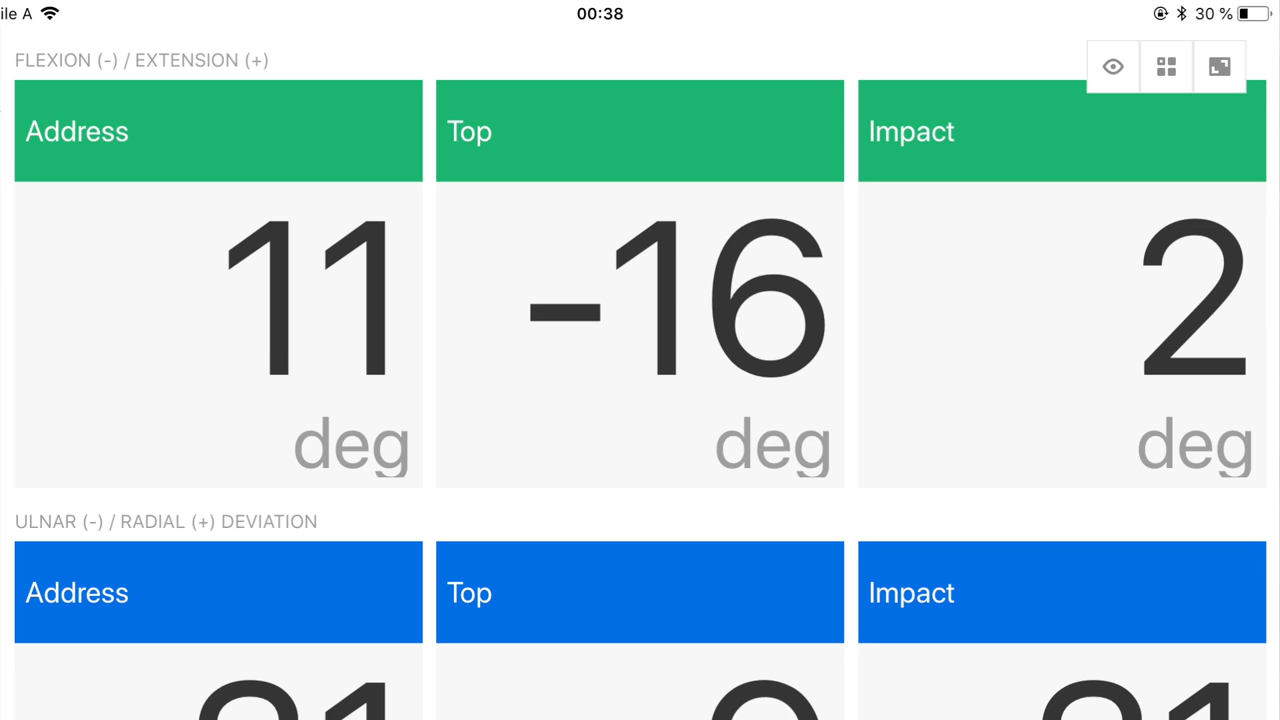 ile A 00:38 30 %
FLEXION (-) / EXTENSION (+)
Address Top Impact
11 -16 2
deg deg deg
ULNAR (-) / RADIAL (+) DEVIATION
Address Top Impact